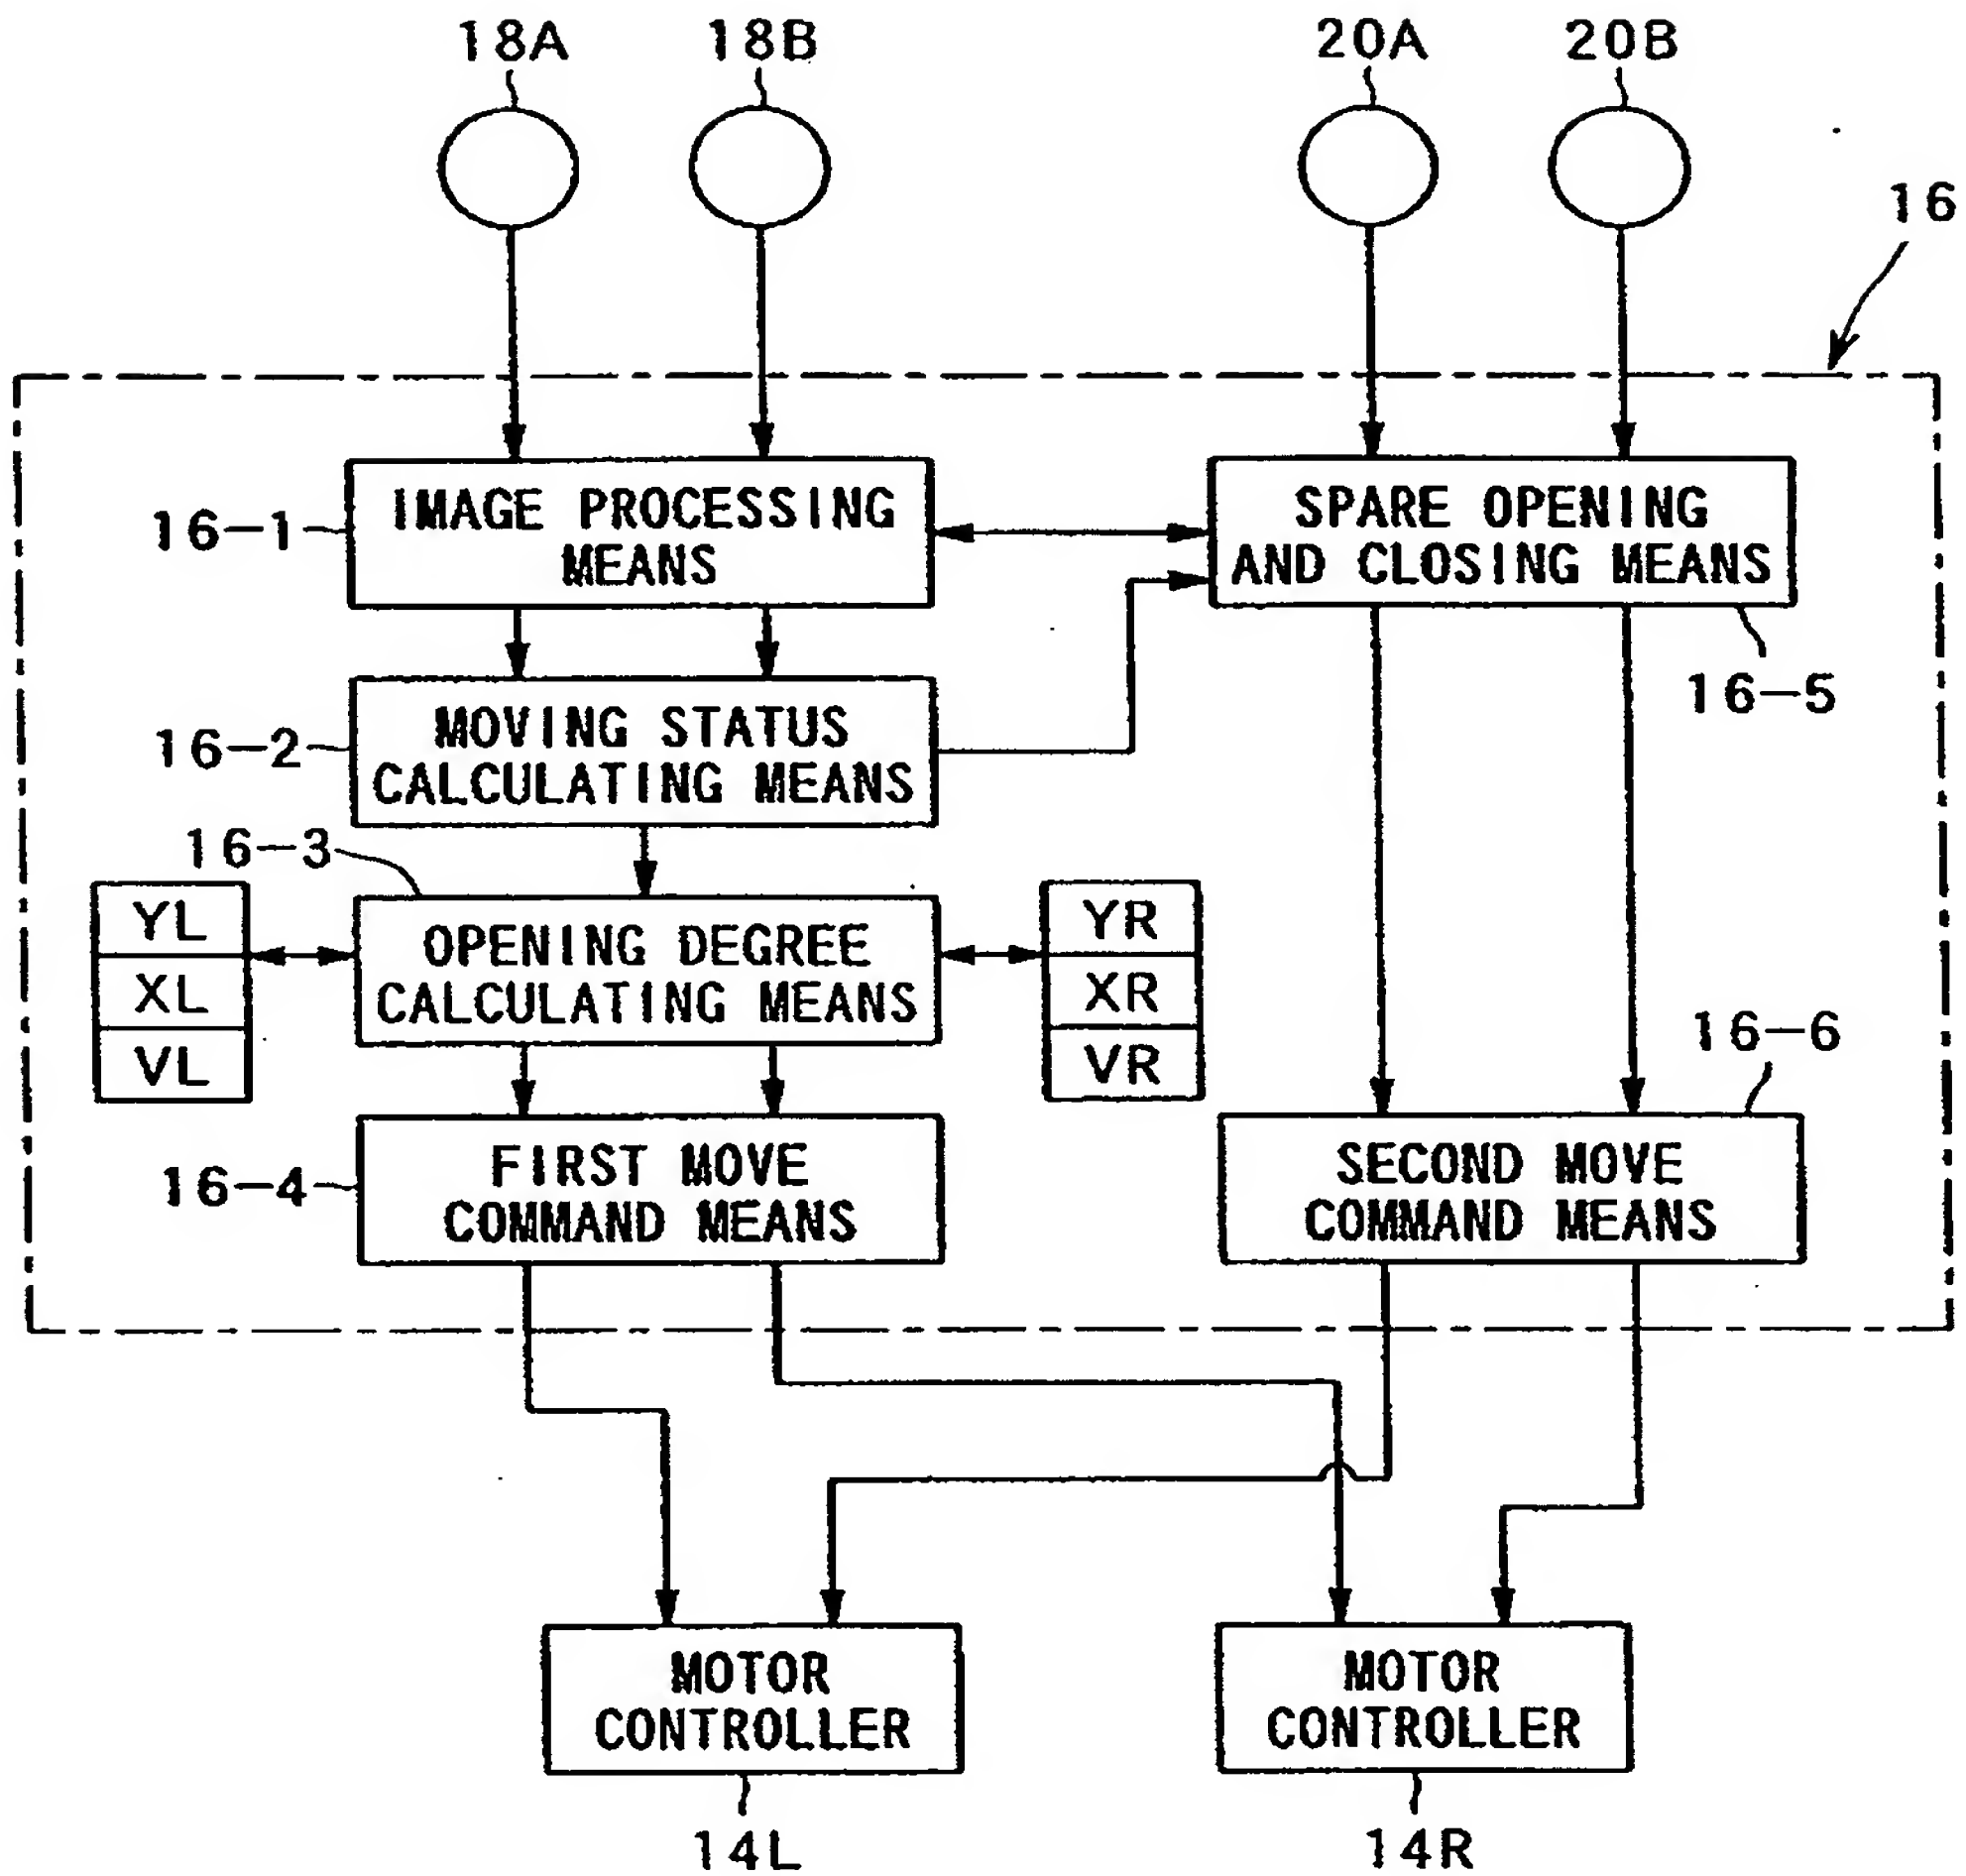 18A 18B 20A 20B
16
16-1
IMAGE PROCESSING
MEANS
SPARE OPENING
AND CLOSING MEANS
16-5
16-2
MOVING STATUS
CALCULATING MEANS
16-3
YL
XL
VL
OPENING DEGREE
CALCULATING MEANS
YR
XR
VR
16-6
16-4
FIRST MOVE
COMMAND MEANS
SECOND MOVE
COMMAND MEANS
MOTOR
CONTROLLER
MOTOR
CONTROLLER
14L 14R